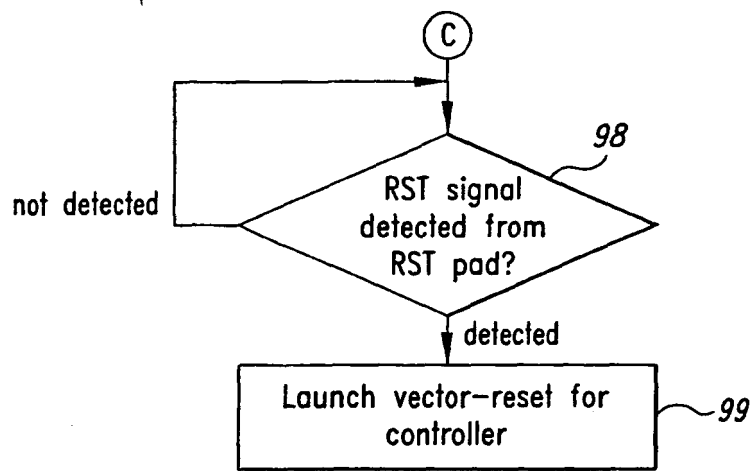 C
98
RST signal
detected from
RST pad?
not detected
detected
Launch vector-reset for
controller
99